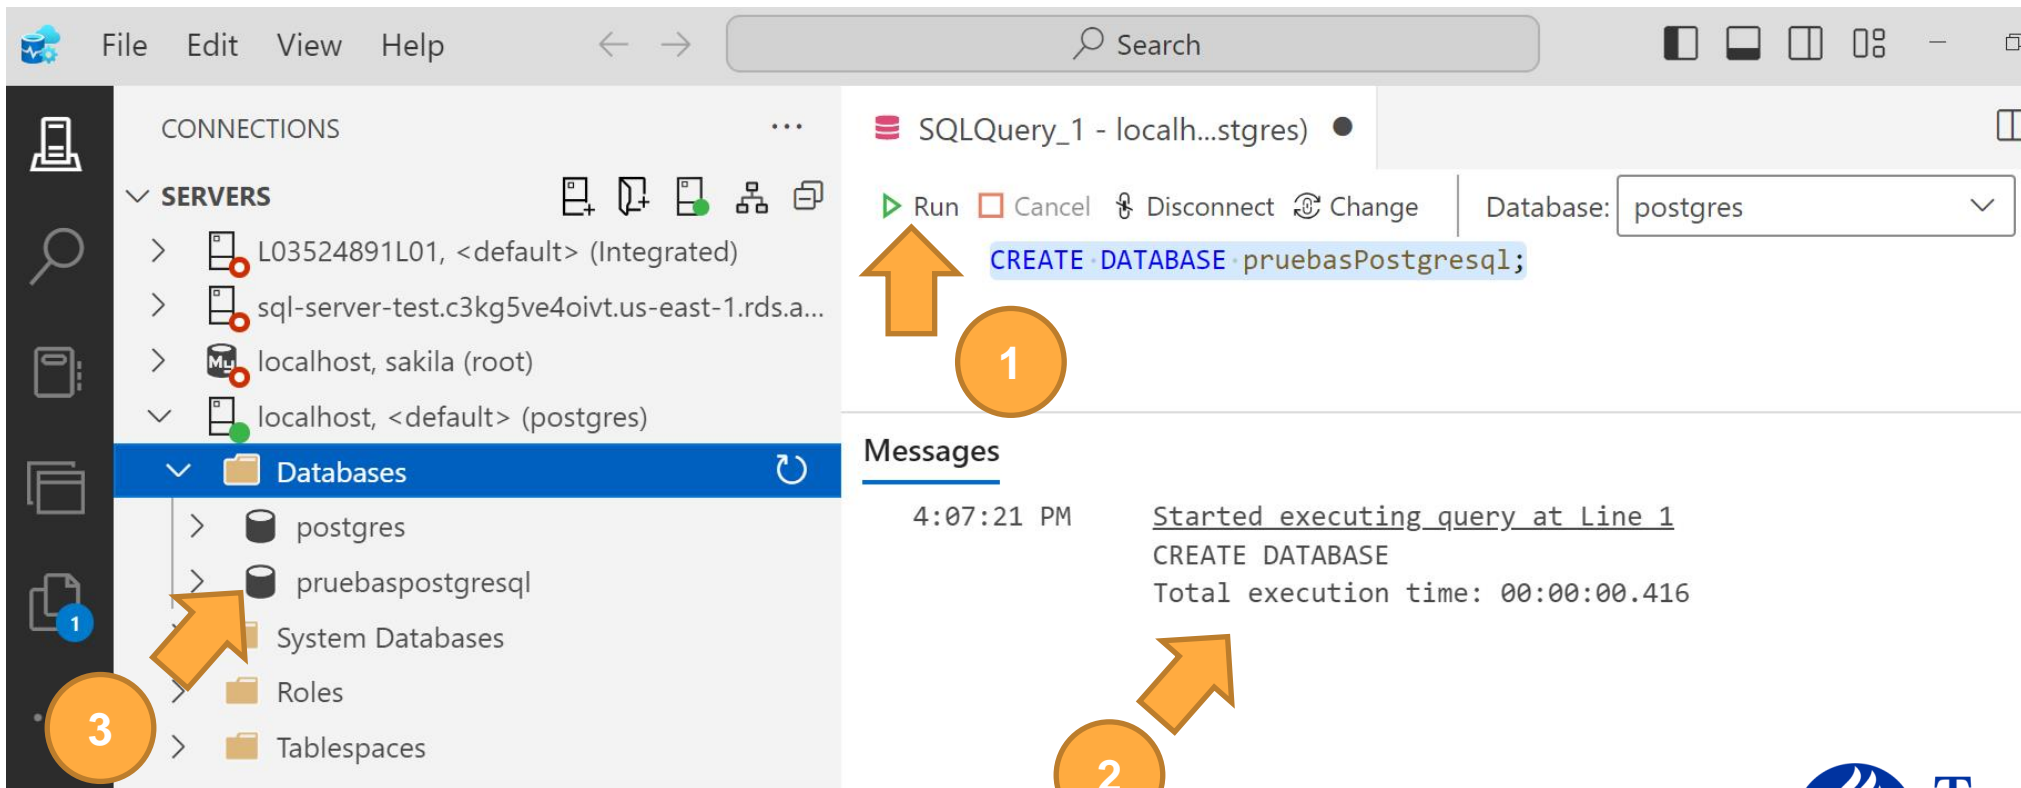 File Edit View Help
Search
CONNECTIONS
SQLQuery_1 - localh...stgres)
SERVERS
Run Cancel Disconnect Change Database: postgres
L03524891L01, <default> (Integrated)
CREATE DATABASE pruebasPostgresql;
sql-server-test.c3kg5ve4oivt.us-east-1.rds.a...
1
My localhost, sakila (root)
localhost, <default> (postgres)
Messages
Databases
4:07:21 PM Started executing query at Line 1
postgres
CREATE DATABASE
pruebaspostgresql
Total execution time: 00:00:00.416
1
System Databases
Roles
3
Tablespaces
2
T